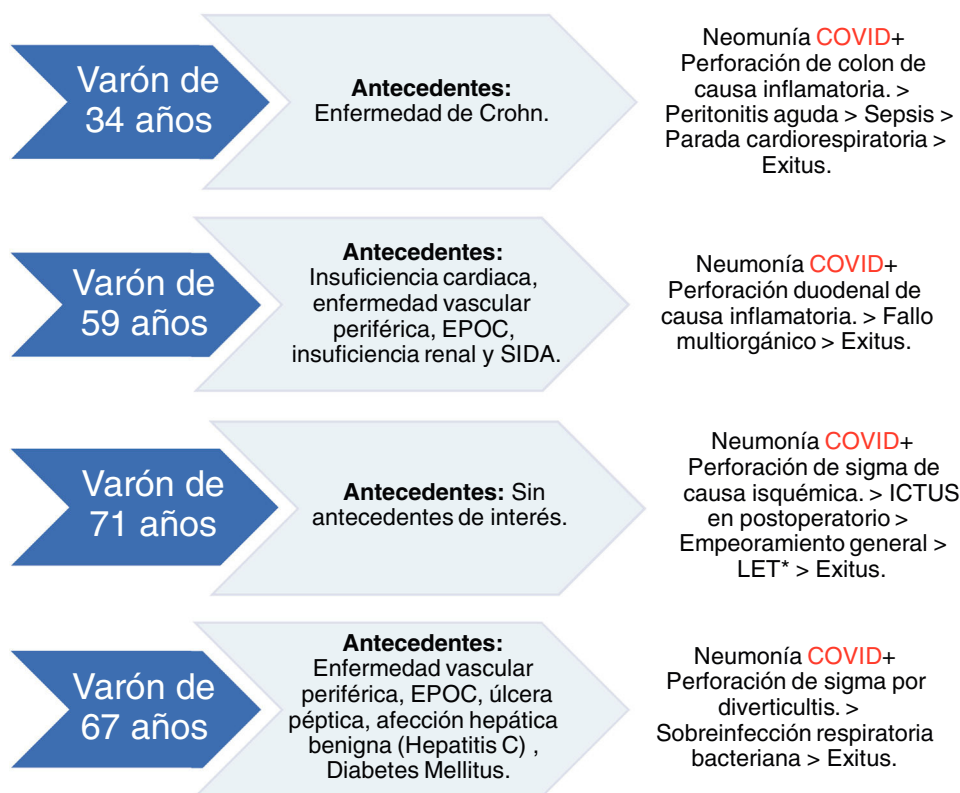 Varón de
34 años
Antecedentes:
Enfermedad de Crohn.
Neomunía COVID+
Perforación de colon de
causa inflamatoria. >
Peritonitis aguda > Sepsis >
Parada cardiorespiratoria >
Exitus.
Varón de
59 años
Antecedentes:
Insuficiencia cardiaca,
enfermedad vascular
periférica, EPOC,
insuficiencia renal y SIDA.
Neumonía COVID+
Perforación duodenal de
causa inflamatoria. > Fallo
multiorgánico > Exitus.
Varón de
71 años
Antecedentes: Sin
antecedentes de interés.
Neumonía COVID+
Perforación de sigma de
causa isquémica. > ICTUS
en postoperatorio >
Empeoramiento general >
LET* > Exitus.
Varón de
67 años
Antecedentes:
Enfermedad vascular
periférica, EPOC, úlcera
péptica, afección hepática
benigna (Hepatitis C) ,
Diabetes Mellitus.
Neumonía COVID+
Perforación de sigma por
diverticultis. >
Sobreinfección respiratoria
bacteriana > Exitus.